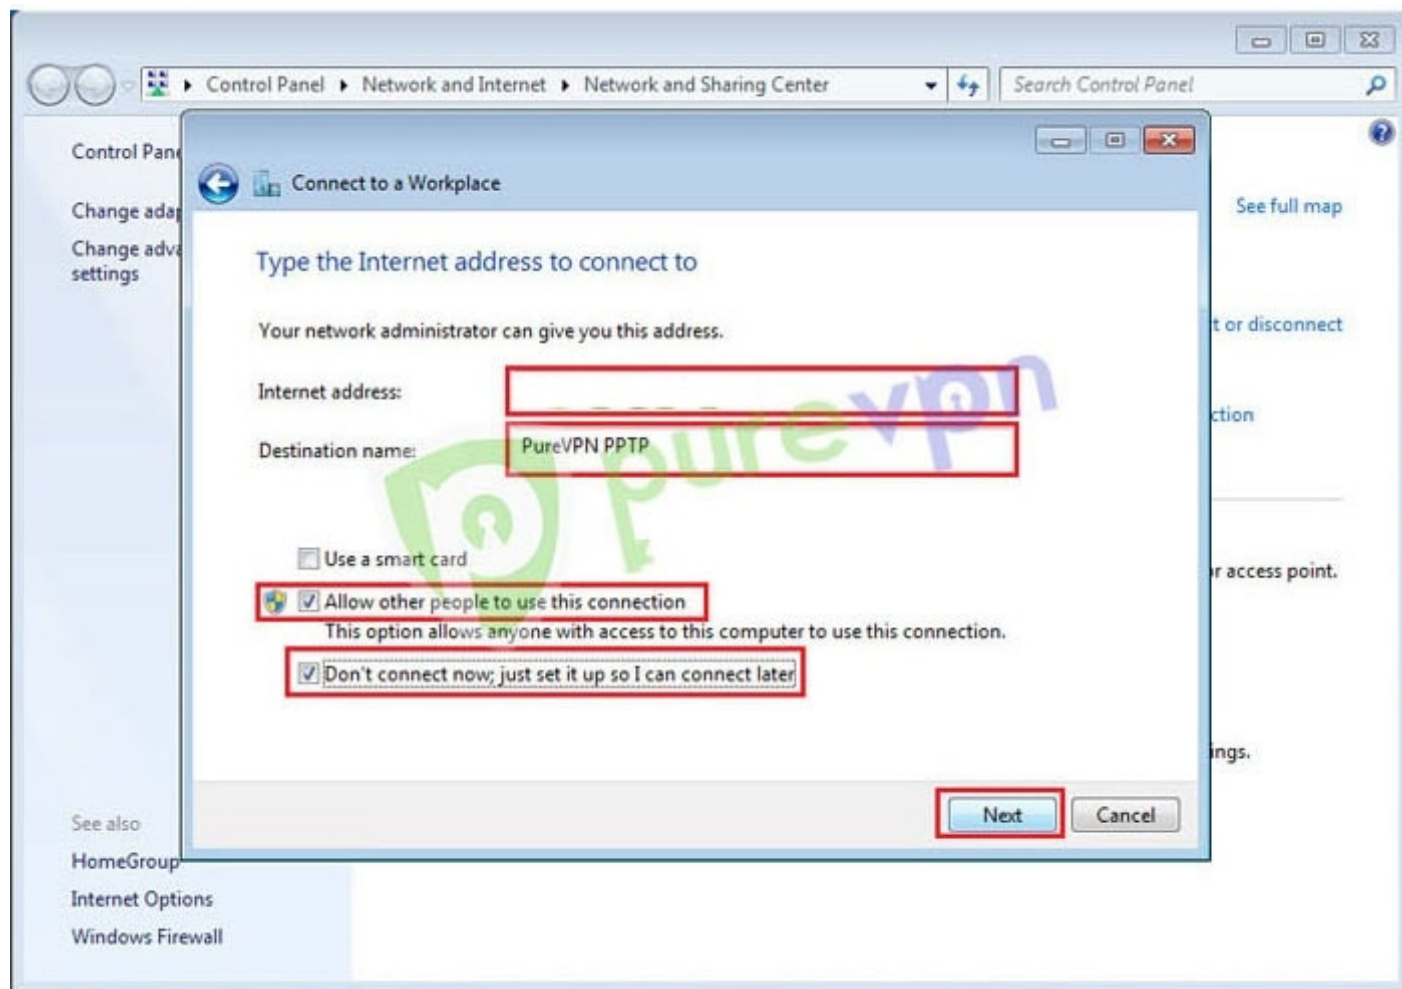 Control Panel ▸ Network and Internet ▸ Network and Sharing Center
Search Control Panel
Control Pane
Change adap
Change adva
settings
See full map
t or disconnect
ction
r access point.
ings.
Connect to a Workplace
Type the Internet address to connect to
Your network administrator can give you this address.
Internet address:
Destination name:
PureVPN PPTP
purevpn
Use a smart card
Allow other people to use this connection
This option allows anyone with access to this computer to use this connection.
Don't connect now; just set it up so I can connect later
Next
Cancel
See also
HomeGroup
Internet Options
Windows Firewall